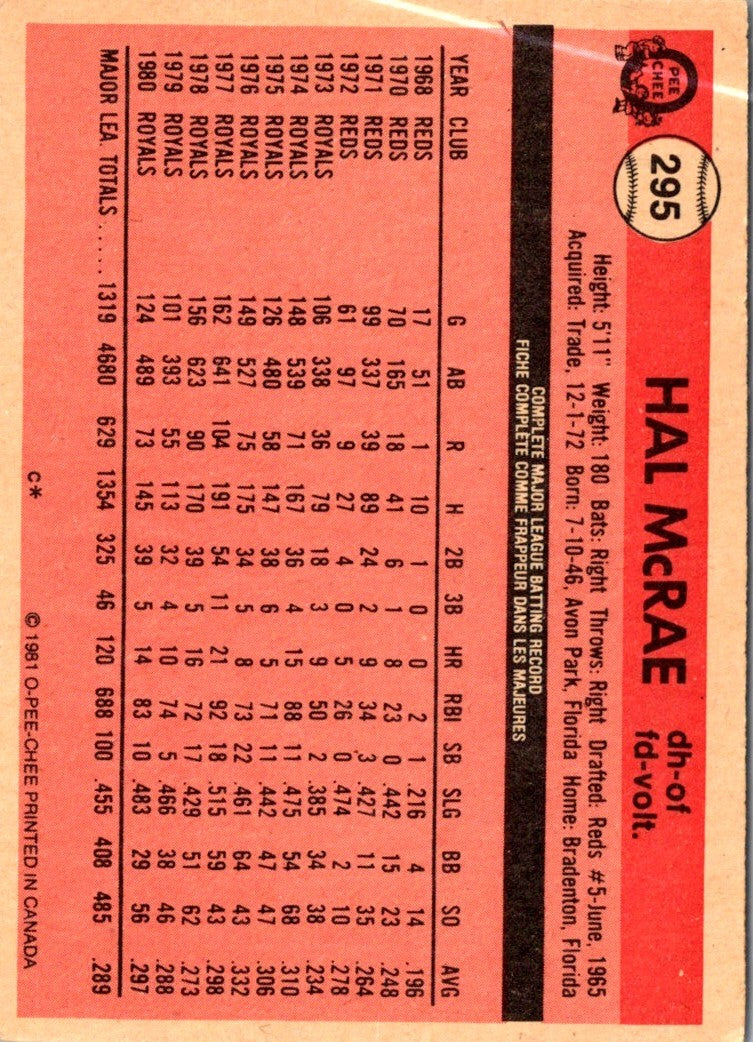 O
PEE
CHEE
295
HAL McRAE
dh-of
fd-volt.
Height: 5'11" Weight: 180 Bats: Right Throws: Right Drafted: Reds #5-June, 1965
Acquired: Trade, 12-1-72 Born: 7-10-46, Avon Park, Florida Home: Bradenton, Florida
COMPLETE MAJOR LEAGUE BATTING RECORD
FICHE COMPLÈTE COMME FRAPPEUR DANS LES MAJEURES
YEAR CLUB G AB R H 2B 3B HR RBI SB SLG BB SO AVG
1968 REDS 17 51 1 10 1 0 0 2 1 .216 4 14 .196
1970 REDS 70 165 18 41 6 1 8 23 0 .442 15 23 .248
1971 REDS 99 337 39 89 24 2 9 34 3 .427 11 35 .264
1972 REDS 61 97 9 27 4 0 5 26 0 .474 2 10 .278
1973 ROYALS 106 338 36 79 18 3 9 50 2 .385 34 38 .234
1974 ROYALS 148 539 71 167 36 4 15 88 11 .475 54 68 .310
1975 ROYALS 126 480 58 147 38 6 5 71 11 .442 47 47 .306
1976 ROYALS 149 527 75 175 34 5 8 73 22 .461 64 43 .332
1977 ROYALS 162 641 104 191 54 11 21 92 18 .515 59 43 .298
1978 ROYALS 156 623 90 170 39 5 16 72 17 .429 51 62 .273
1979 ROYALS 101 393 55 113 32 4 10 74 5 .466 38 46 .288
1980 ROYALS 124 489 73 145 39 5 14 83 10 .483 29 56 .297
MAJOR LEA. TOTALS ..... 1319 4680 629 1354 325 46 120 688 100 .455 408 485 .289
C* © 1981 O-PEE-CHEE PRINTED IN CANADA